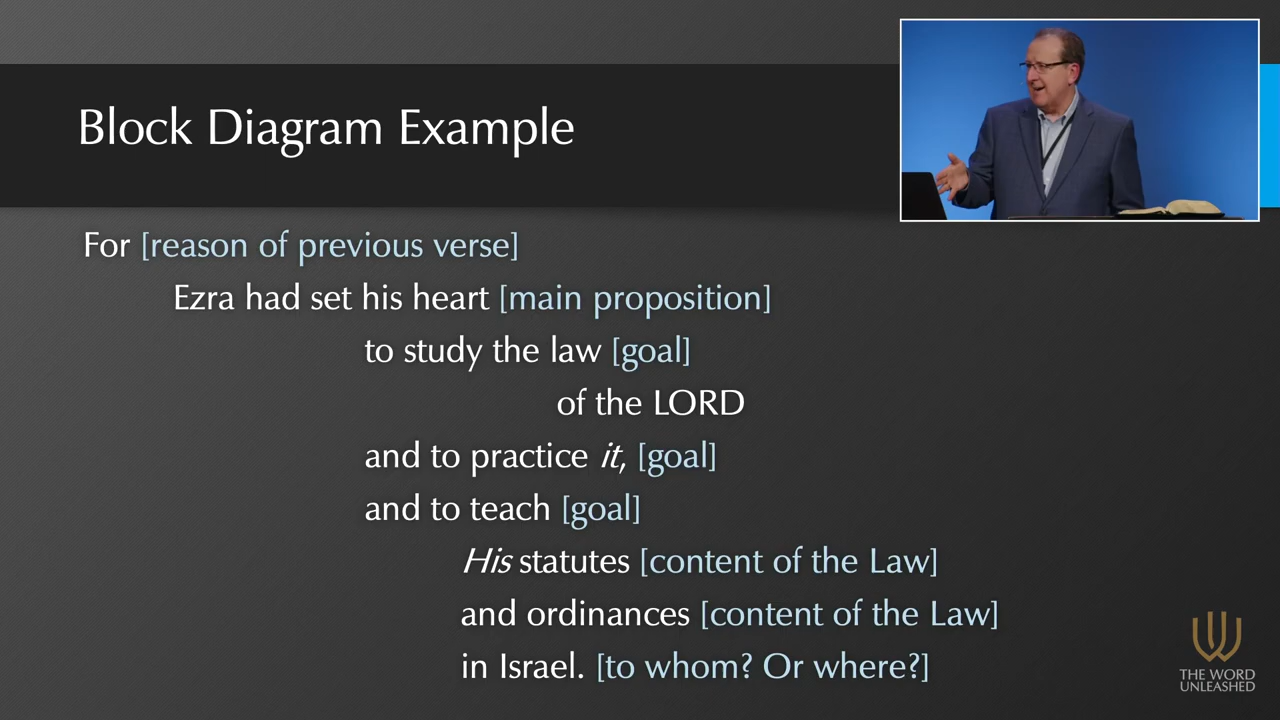 Block Diagram Example
For [reason of previous verse]
Ezra had set his heart [main proposition]
to study the law [goal]
of the LORD
and to practice it, [goal]
and to teach [goal]
His statutes [content of the Law]
and ordinances [content of the Law]
in Israel. [to whom? Or where?]
THE WORD
UNLEASHED